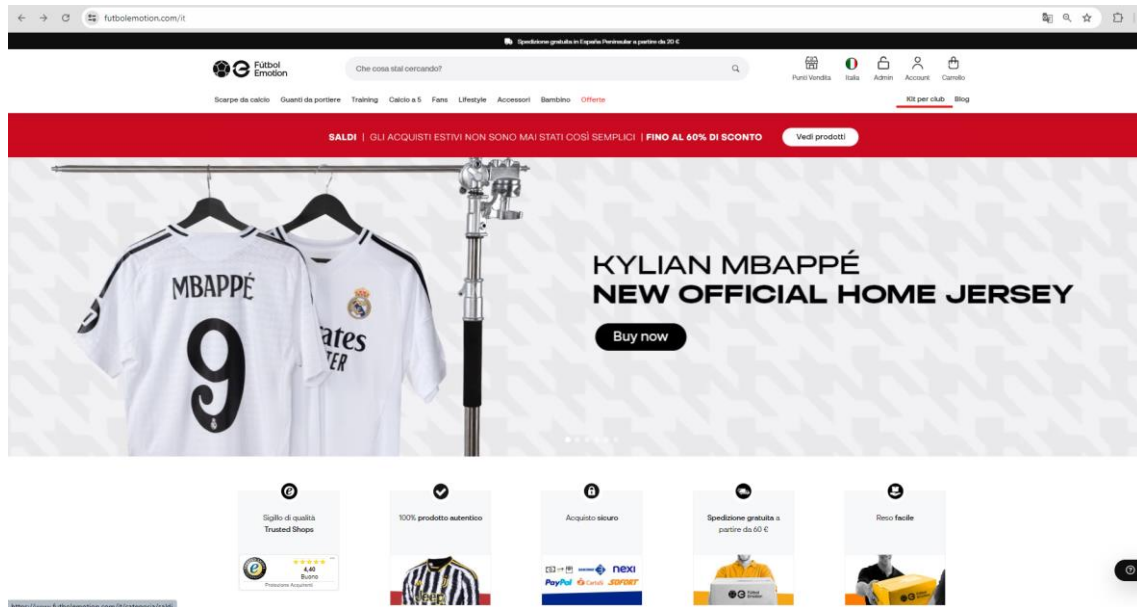 futbolemotion.com/it
Spedizione gratuita in España Peninsular a partire da 20 €
Fútbol
Emotion
Che cosa stai cercando?
Punti Vendita
Italia
Admin
Account
Carrello
Scarpe da calcio Guanti da portiere Training Calcio a 5 Fans Lifestyle Accessori Bambino Offerte
Kit per club Blog
SALDI | GLI ACQUISTI ESTIVI NON SONO MAI STATI COSÌ SEMPLICI | FINO AL 60% DI SCONTO Vedi prodotti
MBAPPÉ
9
KYLIAN MBAPPÉ
NEW OFFICIAL HOME JERSEY
Buy now
Sigillo di qualità
Trusted Shops
4,40
Buono
Protezione Acquirenti
100% prodotto autentico
Jeep
Acquisto sicuro
nexi
PayPal
SOFORT
Spedizione gratuita a
partire da 60 €
Reso facile